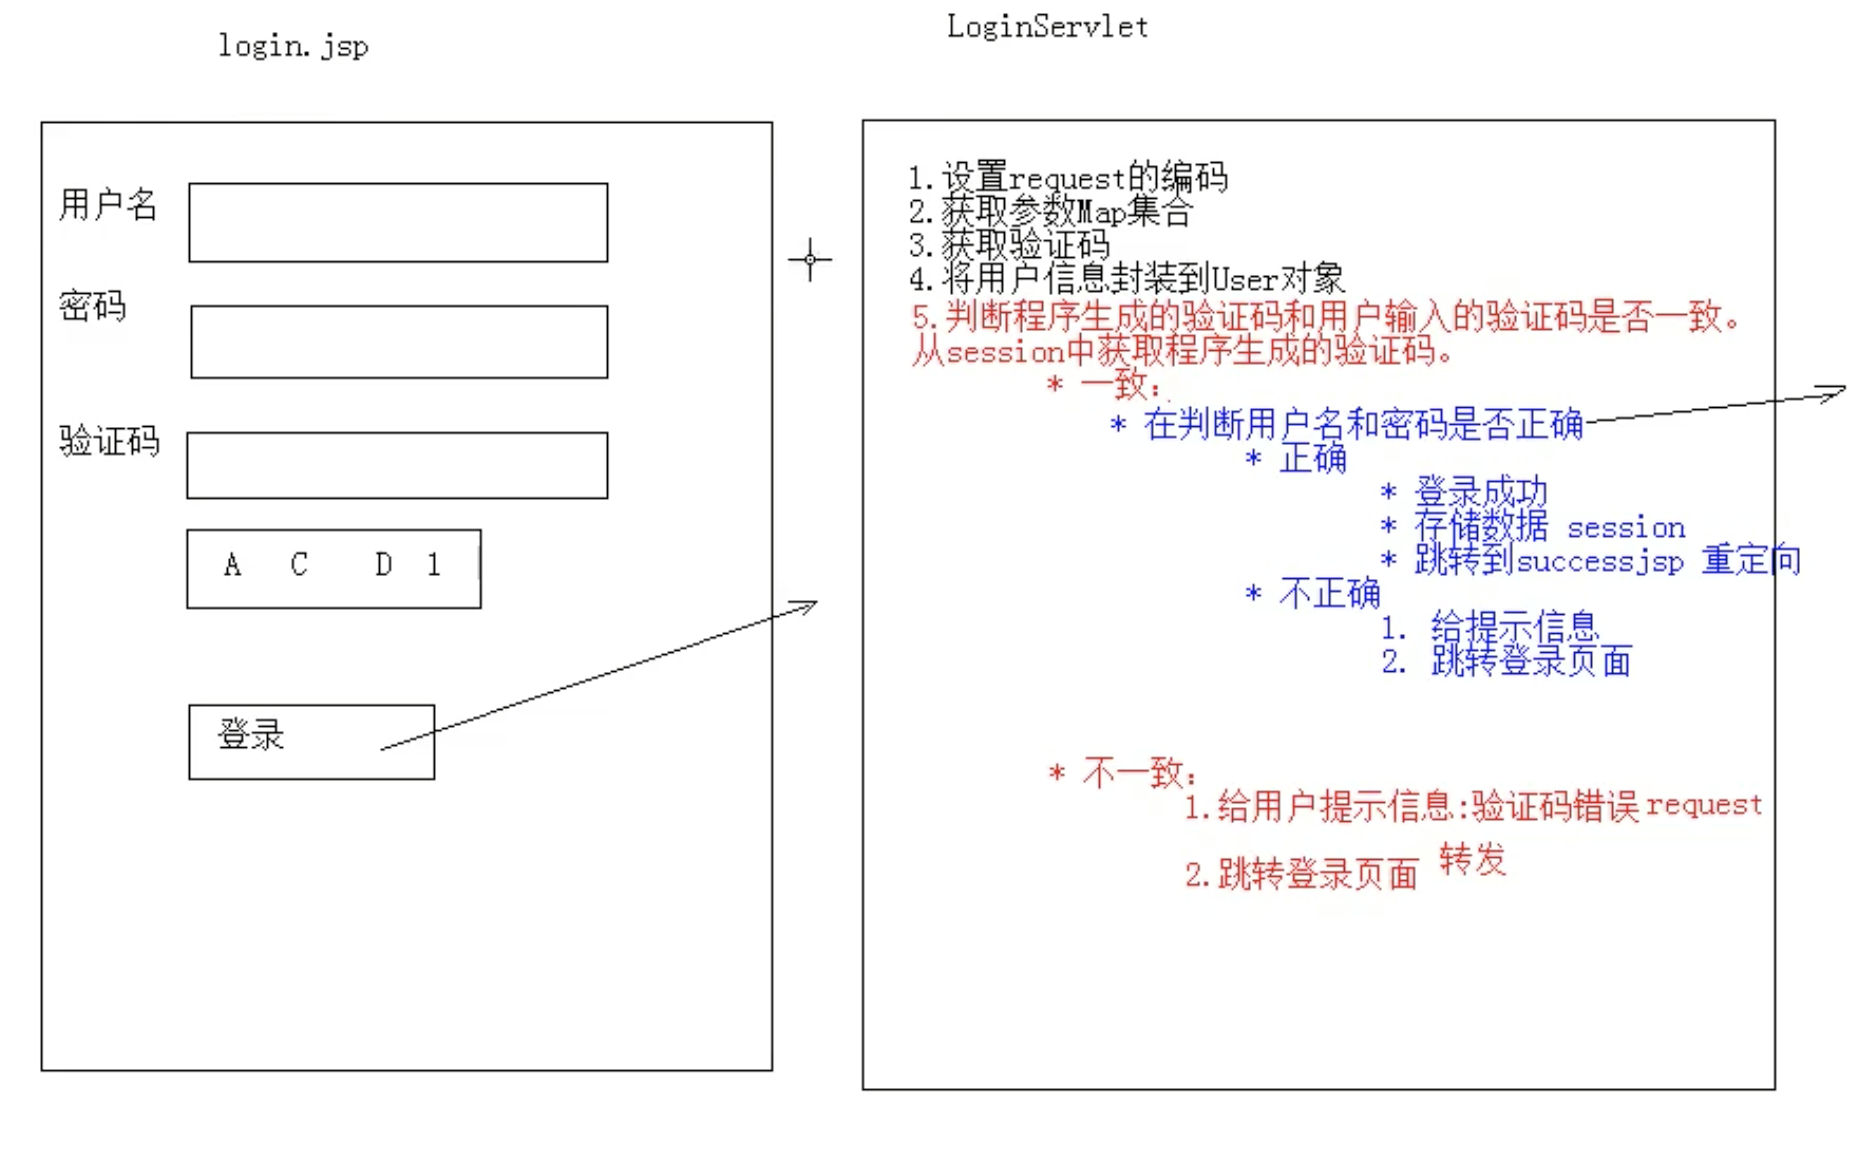 login.jsp
用户名
密码
验证码
A C D 1
登录
LoginServlet
1.设置request的编码
2.获取参数Map集合
3.获取验证码
4.将用户信息封装到User对象
5.判断程序生成的验证码和用户输入的验证码是否一致。
从session中获取程序生成的验证码。
* 一致：
* 在判断用户名和密码是否正确
* 正确
* 登录成功
* 存储数据 session
* 跳转到successjsp 重定向
* 不正确
1. 给提示信息
2. 跳转登录页面
* 不一致：
1.给用户提示信息:验证码错误 request
2.跳转登录页面 转发